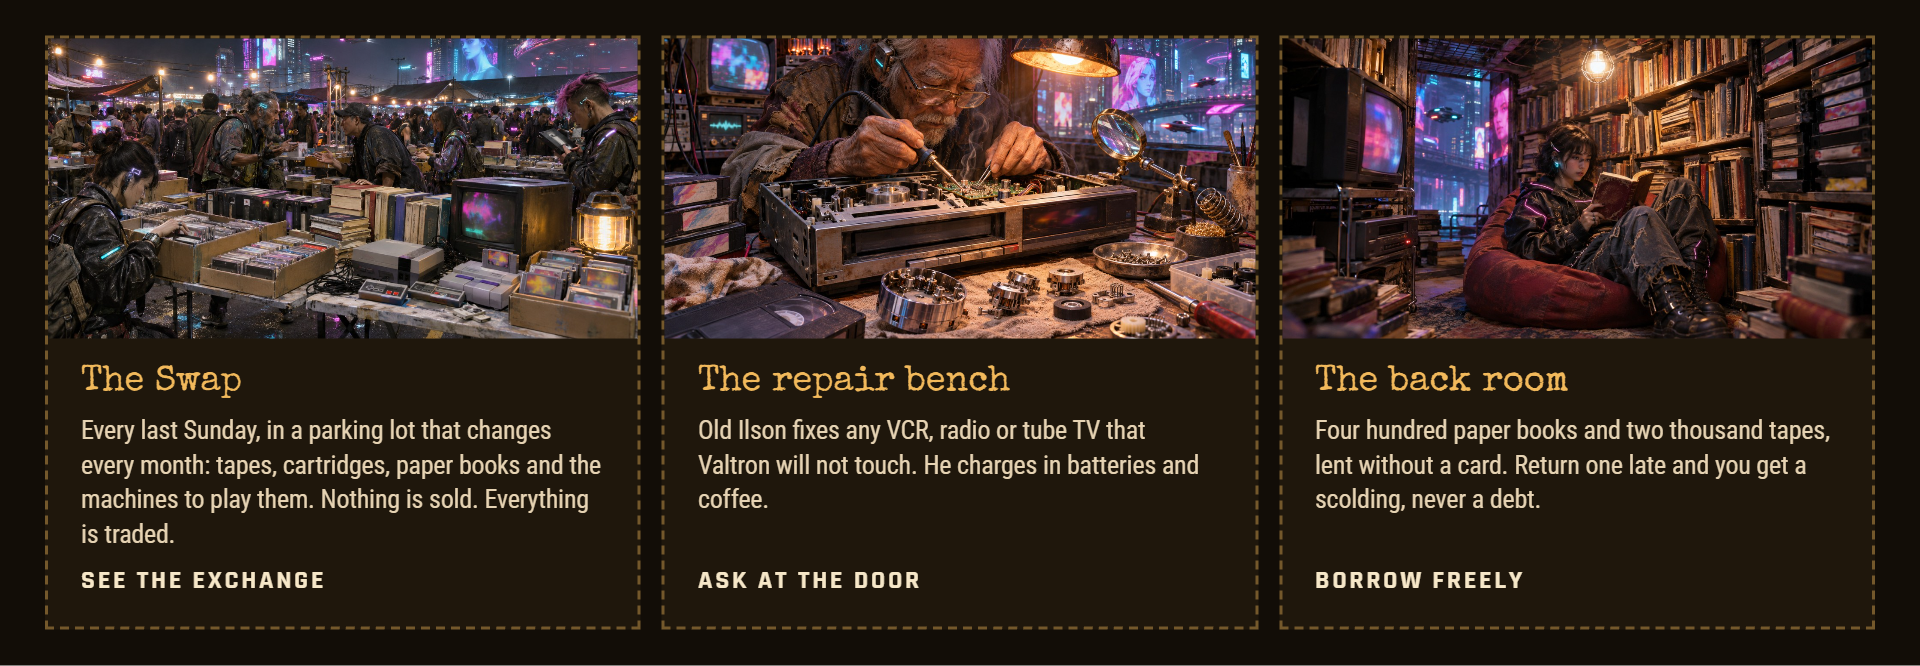 The Swap
Every last Sunday, in a parking lot that changes
every month: tapes, cartridges, paper books and the
machines to play them. Nothing is sold. Everything
is traded.
SEE THE EXCHANGE
The repair bench
Old Ilson fixes any VCR, radio or tube TV that
Valtron will not touch. He charges in batteries and
coffee.
ASK AT THE DOOR
The back room
Four hundred paper books and two thousand tapes,
lent without a card. Return one late and you get a
scolding, never a debt.
BORROW FREELY